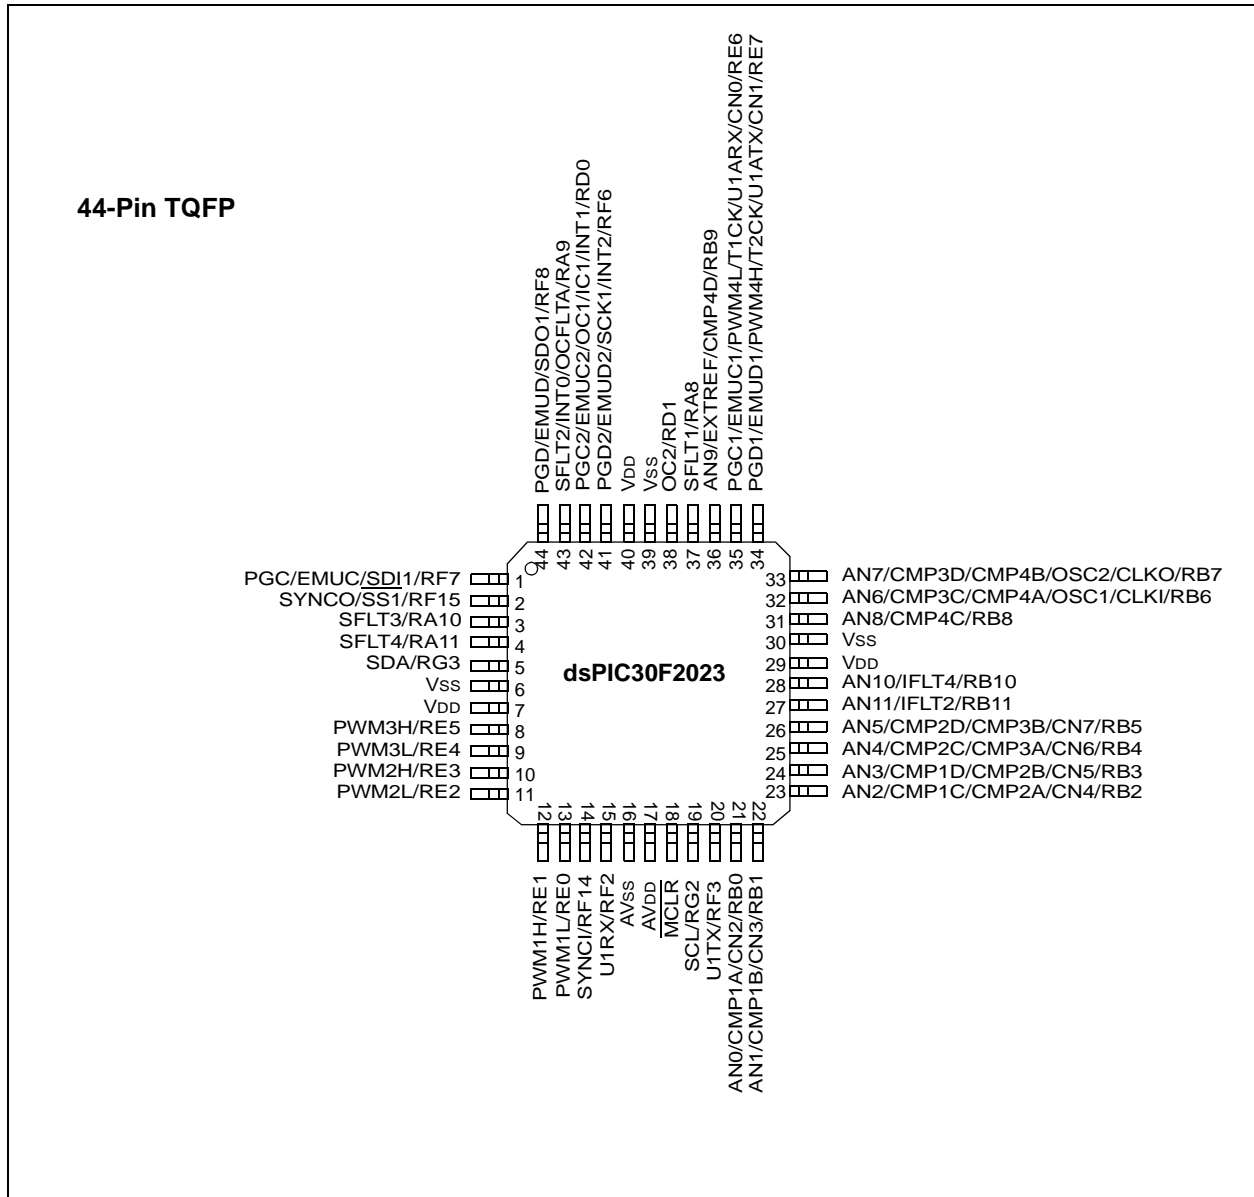 44-Pin TQFP
PGD/EMUD/SDO1/RF8
SFLT2/INT0/OCFLTA/RA9
PGC2/EMUC2/OC1/IC1/INT1/RD0
PGD2/EMUD2/SCK1/INT2/RF6
VDD
VSS
OC2/RD1
SFLT1/RA8
AN9/EXTREF/CMP4D/RB9
PGC1/EMUC1/PWM4L/T1CK/U1ARX/CN0/RE6
PGD1/EMUD1/PWM4H/T2CK/U1ATX/CN1/RE7
44
43
42
41
40
39
38
37
36
35
34
PGC/EMUC/SDI1/RF7
SYNCO/SS1/RF15
SFLT3/RA10
SFLT4/RA11
SDA/RG3
VSS
VDD
PWM3H/RE5
PWM3L/RE4
PWM2H/RE3
PWM2L/RE2
1
2
3
4
5
6
7
8
9
10
11
dsPIC30F2023
33
32
31
30
29
28
27
26
25
24
23
AN7/CMP3D/CMP4B/OSC2/CLKO/RB7
AN6/CMP3C/CMP4A/OSC1/CLKI/RB6
AN8/CMP4C/RB8
VSS
VDD
AN10/IFLT4/RB10
AN11/IFLT2/RB11
AN5/CMP2D/CMP3B/CN7/RB5
AN4/CMP2C/CMP3A/CN6/RB4
AN3/CMP1D/CMP2B/CN5/RB3
AN2/CMP1C/CMP2A/CN4/RB2
12
13
14
15
16
17
18
19
20
21
22
PWM1H/RE1
PWM1L/RE0
SYNCI/RF14
U1RX/RF2
AVSS
AVDD
MCLR
SCL/RG2
U1TX/RF3
AN0/CMP1A/CN2/RB0
AN1/CMP1B/CN3/RB1